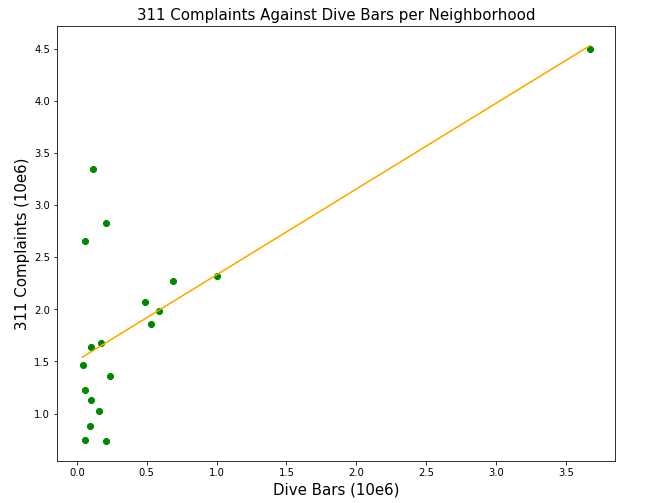 311 Complaints Against Dive Bars per Neighborhood
4.5
4.0
3.5
3.0
2.5
2.0
1.5
1.0
311 Complaints (10e6)
0.0 0.5 1.0 1.5 2.0 2.5 3.0 3.5
Dive Bars (10e6)